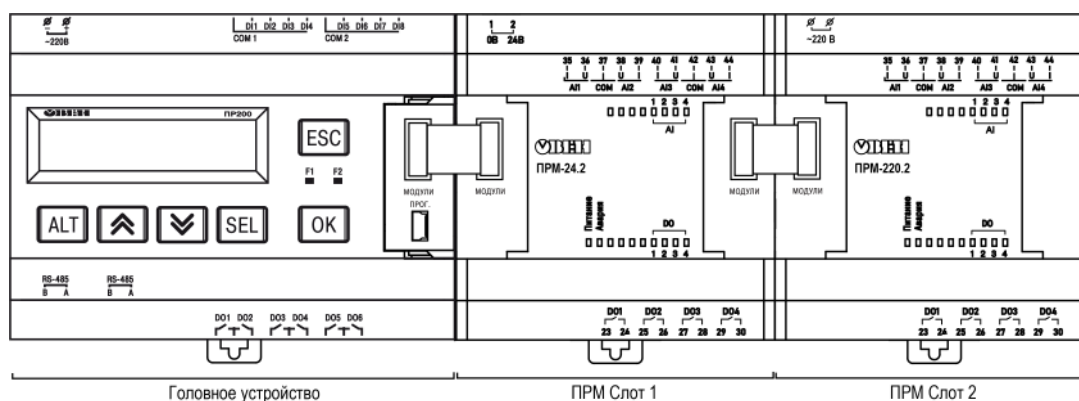 ~220В
DI1 DI2 DI3 DI4
COM 1
DI5 DI6 DI7 DI8
COM 2
1 2
0В 24В
~220 В
35 36 37 38 39 40 41 42 43 44
I U I U I U I U
AI1 COM AI2 AI3 COM AI4
35 36 37 38 39 40 41 42 43 44
I U I U I U I U
AI1 COM AI2 AI3 COM AI4
ОВЕН
ПР200
ESC
F1 F2
ALT
SEL
OK
МОДУЛИ
ПРОГ.
МОДУЛИ
1 2 3 4
AI
ОВЕН
ПРМ-24.2
Питание
Авария
DO
1 2 3 4
МОДУЛИ
МОДУЛИ
1 2 3 4
AI
ОВЕН
ПРМ-220.2
Питание
Авария
DO
1 2 3 4
RS-485
B A
RS-485
B A
DO1 DO2 DO3 DO4 DO5 DO6
DO1 DO2 DO3 DO4
23 24 25 26 27 28 29 30
DO1 DO2 DO3 DO4
23 24 25 26 27 28 29 30
Головное устройство
ПРМ Слот 1
ПРМ Слот 2